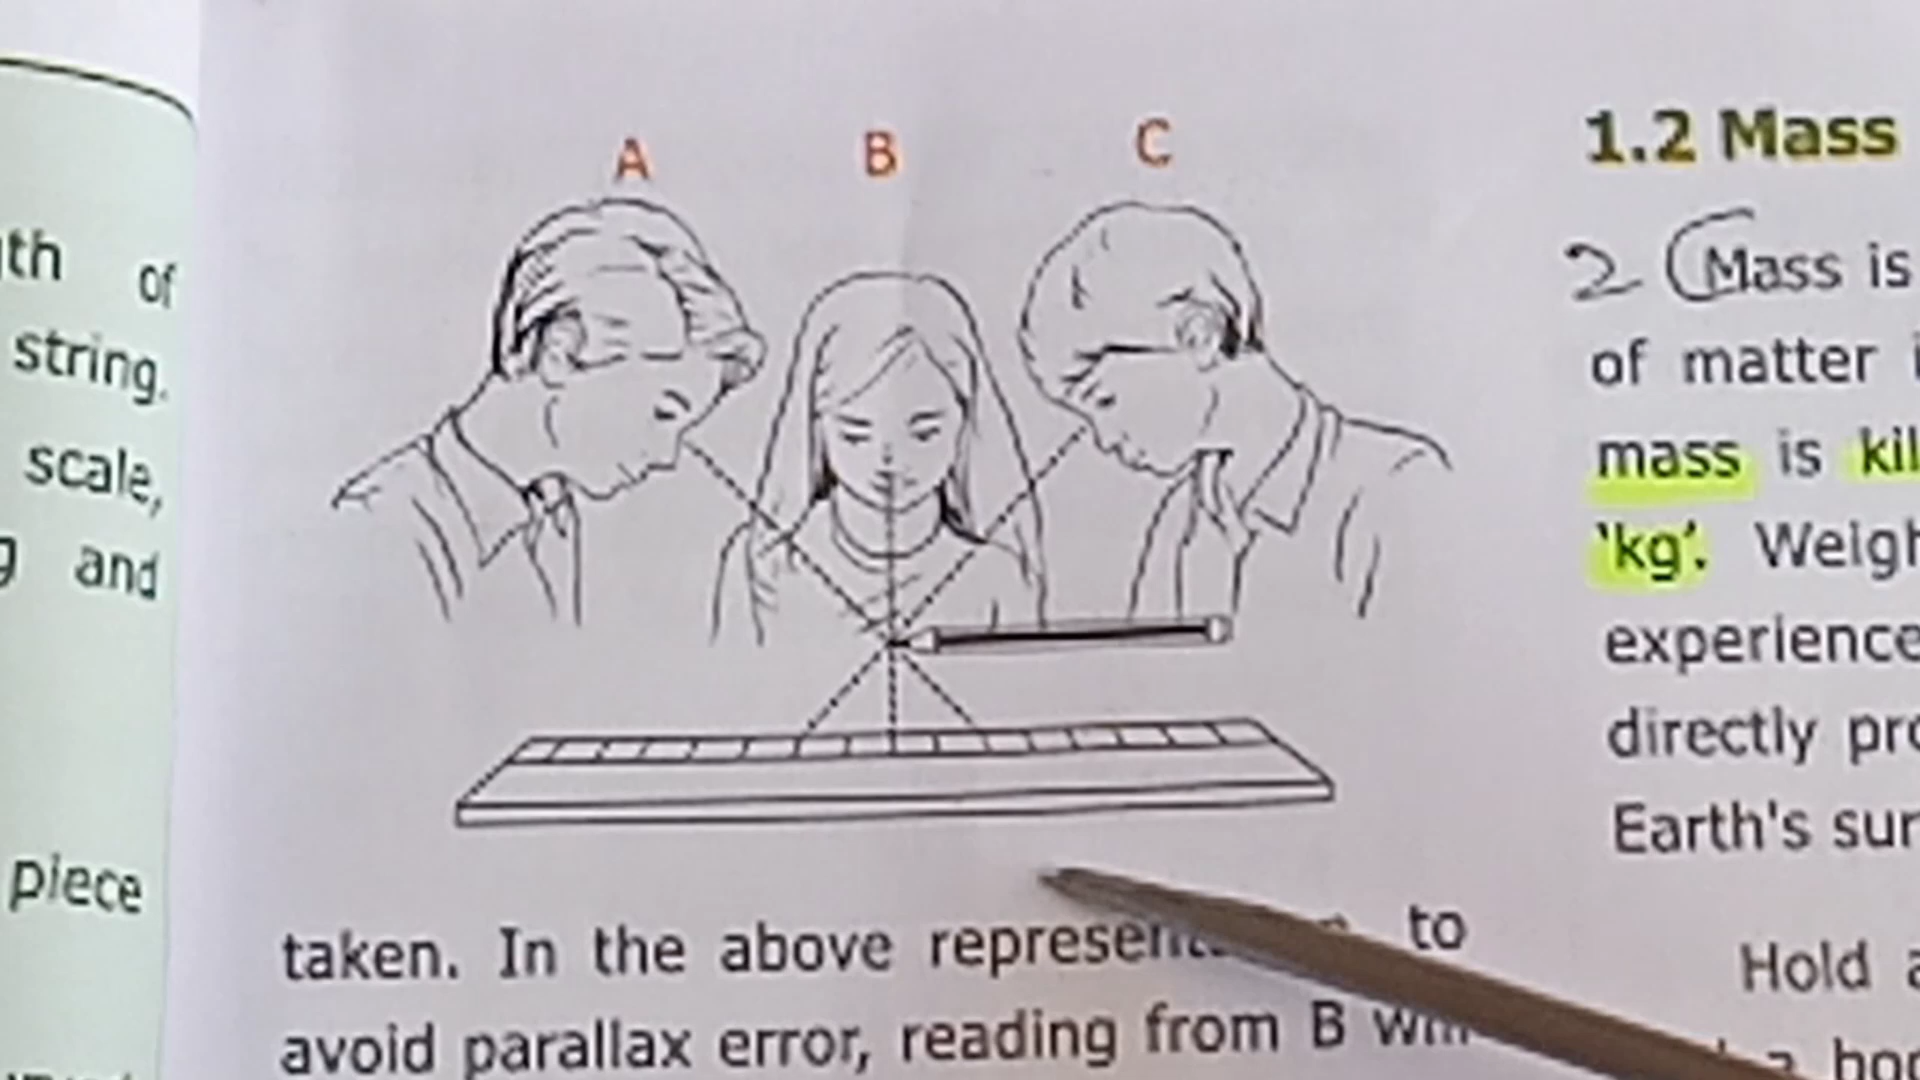 th of
string.
scale,
and
piece
A B C
taken. In the above to
avoid parallax error, reading from B
1.2 Mass
2 Mass is
of matter
mass is
'kg'.
experience
directly
Earth's
Hold